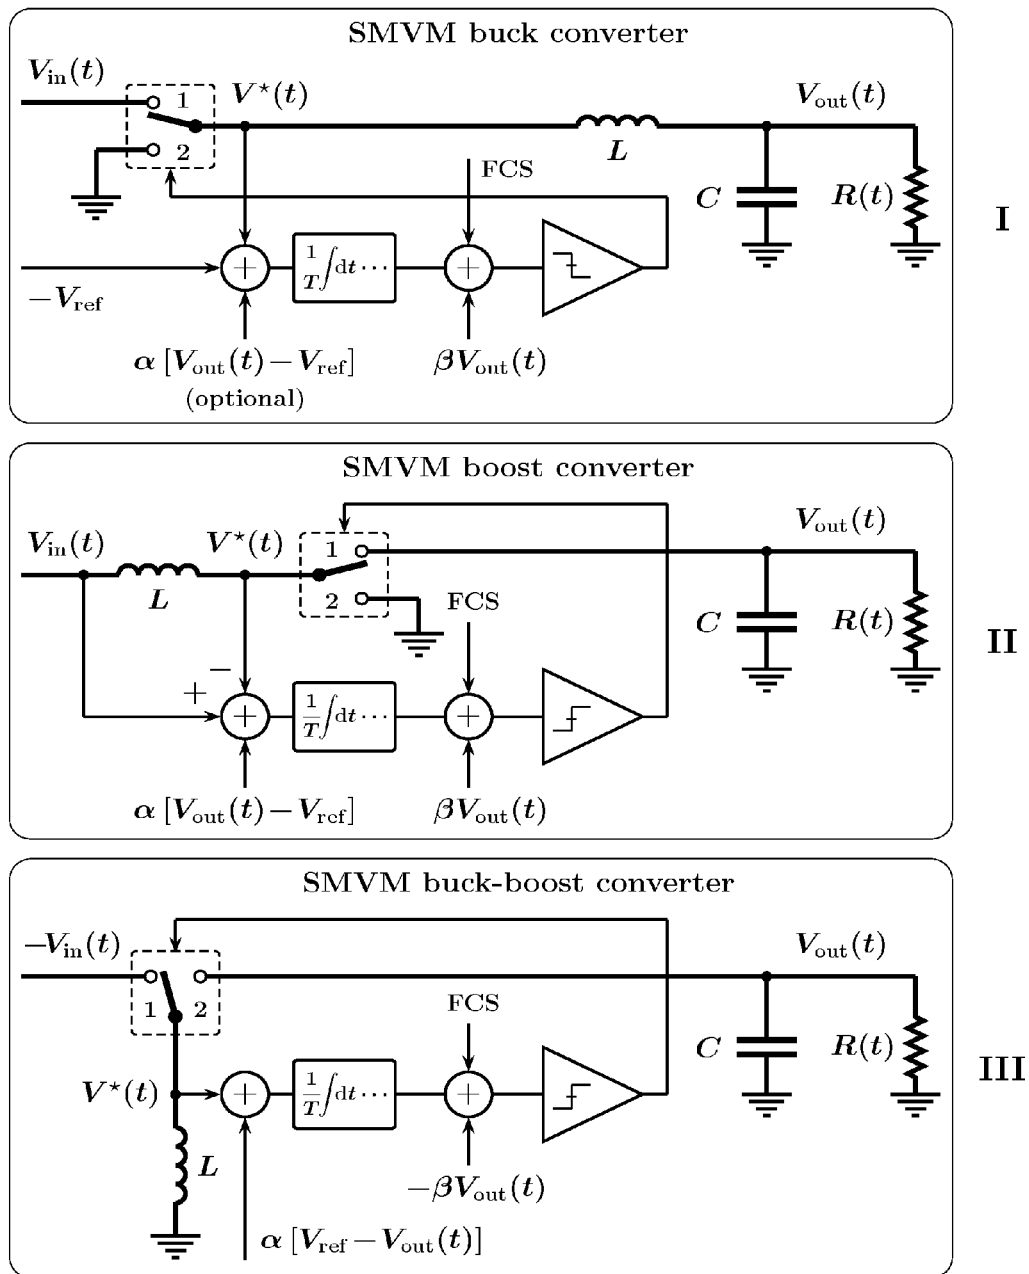 SMVM buck converter
V_in(t)
V⋆(t)
V_out(t)
1
2
L
FCS
C
R(t)
I
+
1/T ∫dt ···
+
−V_ref
α [V_out(t) − V_ref]
βV_out(t)
(optional)
SMVM boost converter
V_in(t)
V⋆(t)
V_out(t)
1
L
2
FCS
C
R(t)
II
−
+
+
1/T ∫dt ···
+
α [V_out(t) − V_ref]
βV_out(t)
SMVM buck-boost converter
−V_in(t)
V_out(t)
1
2
FCS
C
R(t)
III
V⋆(t)
+
1/T ∫dt ···
+
L
−βV_out(t)
α [V_ref − V_out(t)]